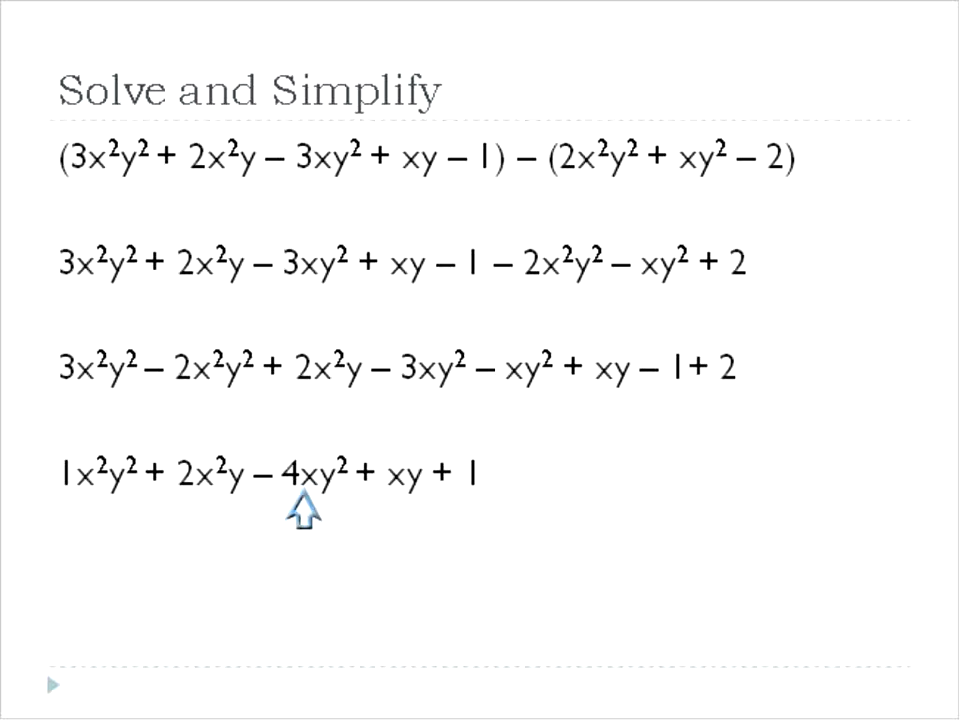 Solve and Simplify
(3x²y² + 2x²y – 3xy² + xy – 1) – (2x²y² + xy² – 2)
3x²y² + 2x²y – 3xy² + xy – 1 – 2x²y² – xy² + 2
3x²y² – 2x²y² + 2x²y – 3xy² – xy² + xy – 1+ 2
1x²y² + 2x²y – 4xy² + xy + 1